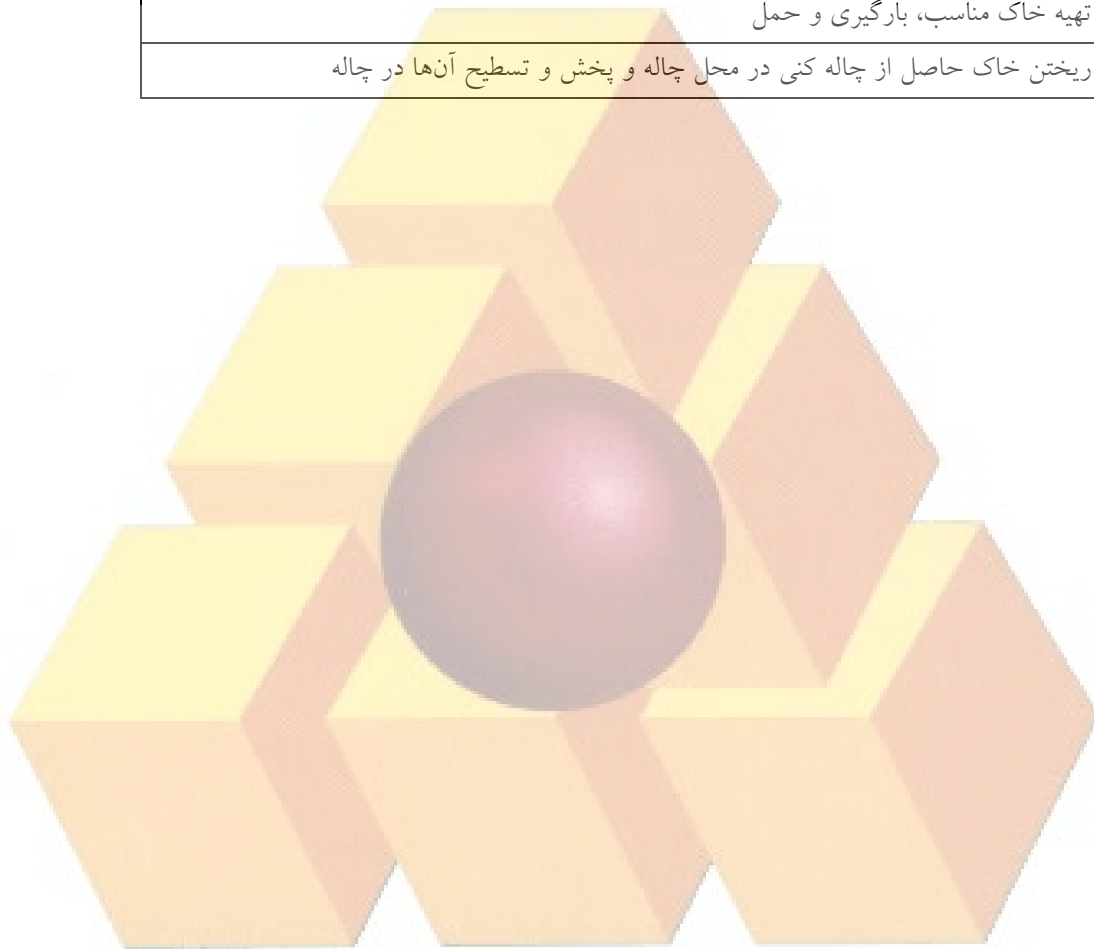 تهیه خاک مناسب، بارگیری و حمل
ریختن خاک حاصل از چاله کنی در محل چاله و پخش و تسطیح آن‌ها در چاله